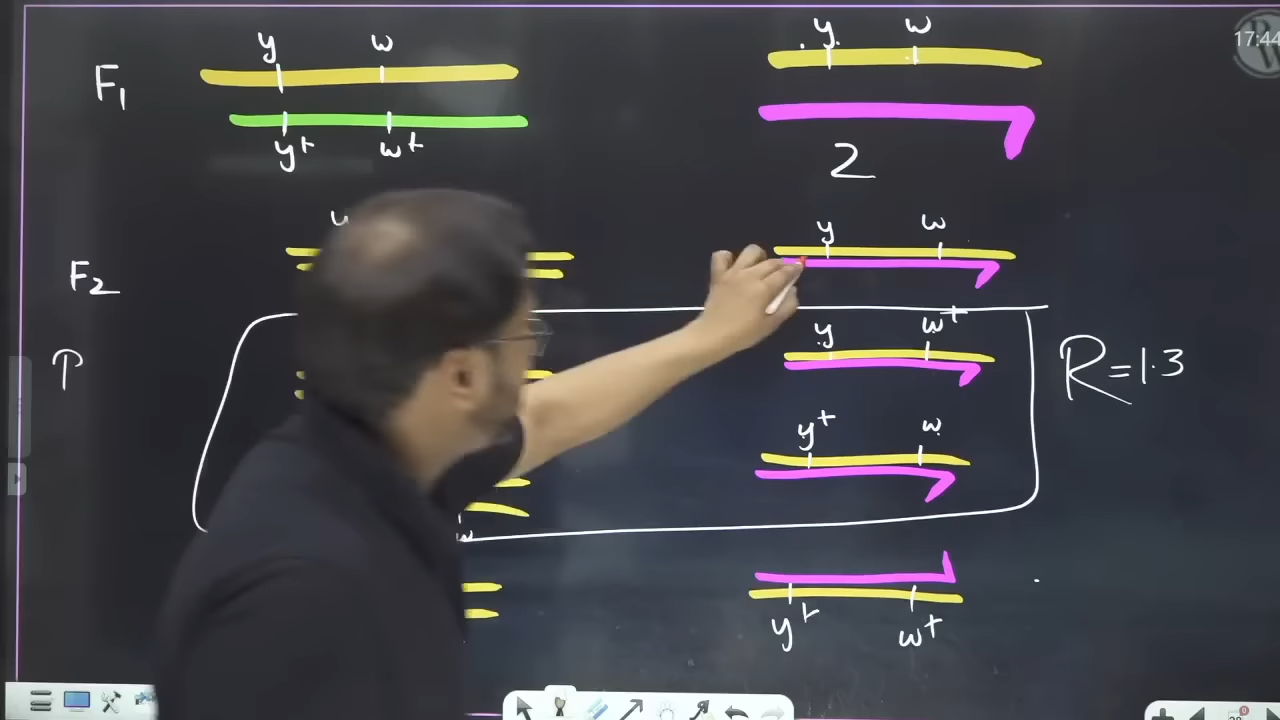 y w y w
17:44
F₁
y+ w+
2
y w
F₂
y w+
R=1.3
y+ w
w
y+ w+